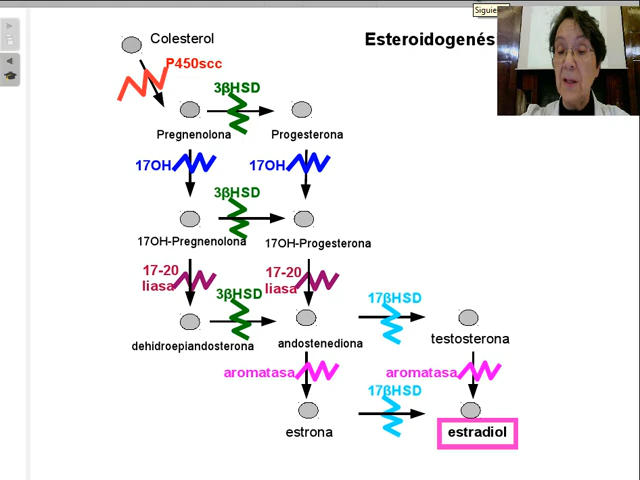 Siguie
Esteroidogenés
Colesterol
P450scc
3βHSD
Pregnenolona
Progesterona
17OH
17OH
3βHSD
17OH-Pregnenolona
17OH-Progesterona
17-20
liasa
17-20
liasa
3βHSD
17βHSD
dehidroepiandosterona
andostenediona
testosterona
aromatasa
aromatasa
17βHSD
estrona
estradiol